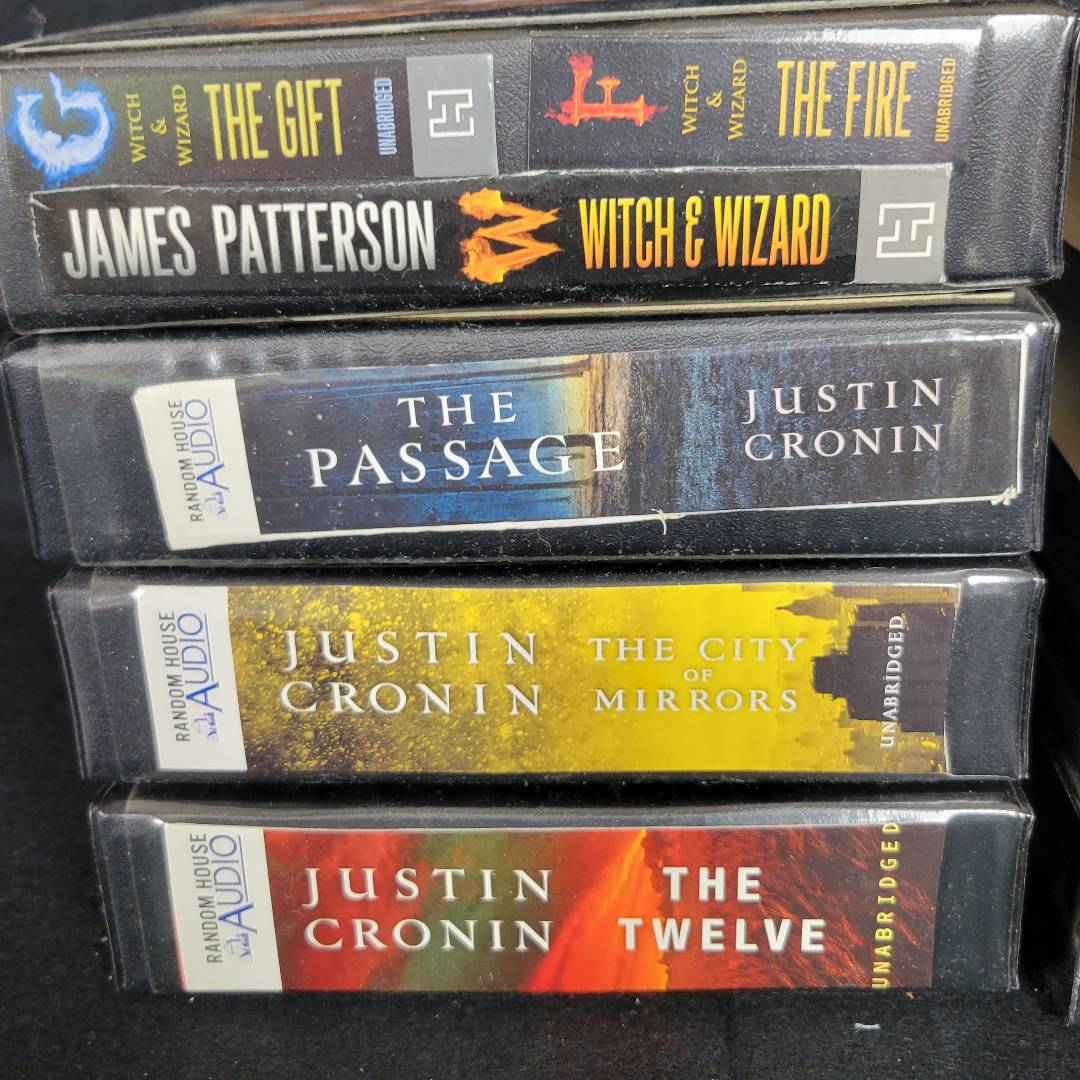 G
WITCH
&
WIZARD
THE GIFT
UNABRIDGED
F
WITCH
&
WIZARD
THE FIRE
UNABRIDGED
JAMES PATTERSON
W
WITCH & WIZARD
RANDOM HOUSE
AUDIO
THE
PASSAGE
JUSTIN
CRONIN
RANDOM HOUSE
AUDIO
JUSTIN
CRONIN
THE CITY
OF
MIRRORS
UNABRIDGED
RANDOM HOUSE
AUDIO
JUSTIN
CRONIN
THE
TWELVE
UNABRIDGED